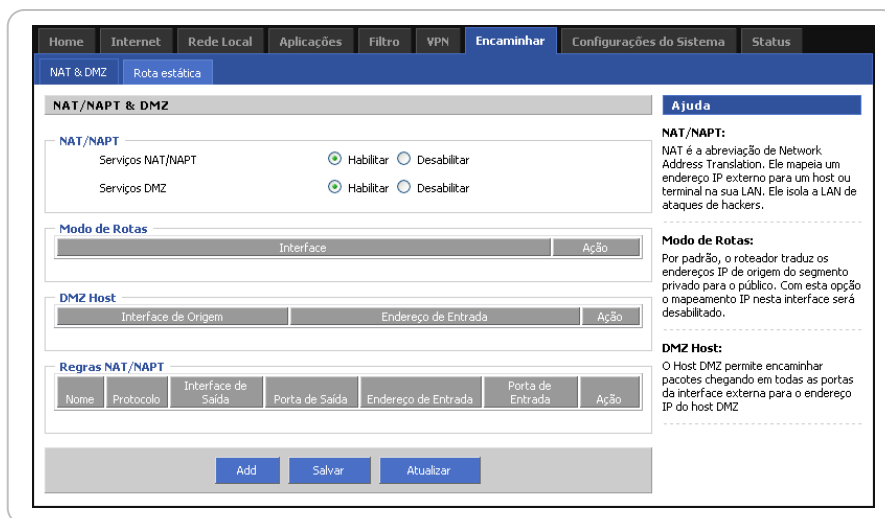 Home Internet Rede Local Aplicações Filtro VPN Encaminhar Configurações do Sistema Status
NAT & DMZ Rota estática
NAT/NAPT & DMZ
NAT/NAPT
Serviços NAT/NAPT Habilitar Desabilitar
Serviços DMZ Habilitar Desabilitar
Modo de Rotas
Interface Ação
DMZ Host
Interface de Origem Endereço de Entrada Ação
Regras NAT/NAPT
Nome Protocolo Interface de Saída Porta de Saída Endereço de Entrada Porta de Entrada Ação
Add Salvar Atualizar
Ajuda
NAT/NAPT:
NAT é a abreviação de Network
Address Translation. Ele mapeia um
endereço IP externo para um host ou
terminal na sua LAN. Ele isola a LAN de
ataques de hackers.
Modo de Rotas:
Por padrão, o roteador traduz os
endereços IP de origem do segmento
privado para o público. Com esta opção
o mapeamento IP nesta interface será
desabilitado.
DMZ Host:
O Host DMZ permite encaminhar
pacotes chegando em todas as portas
da interface externa para o endereço
IP do host DMZ